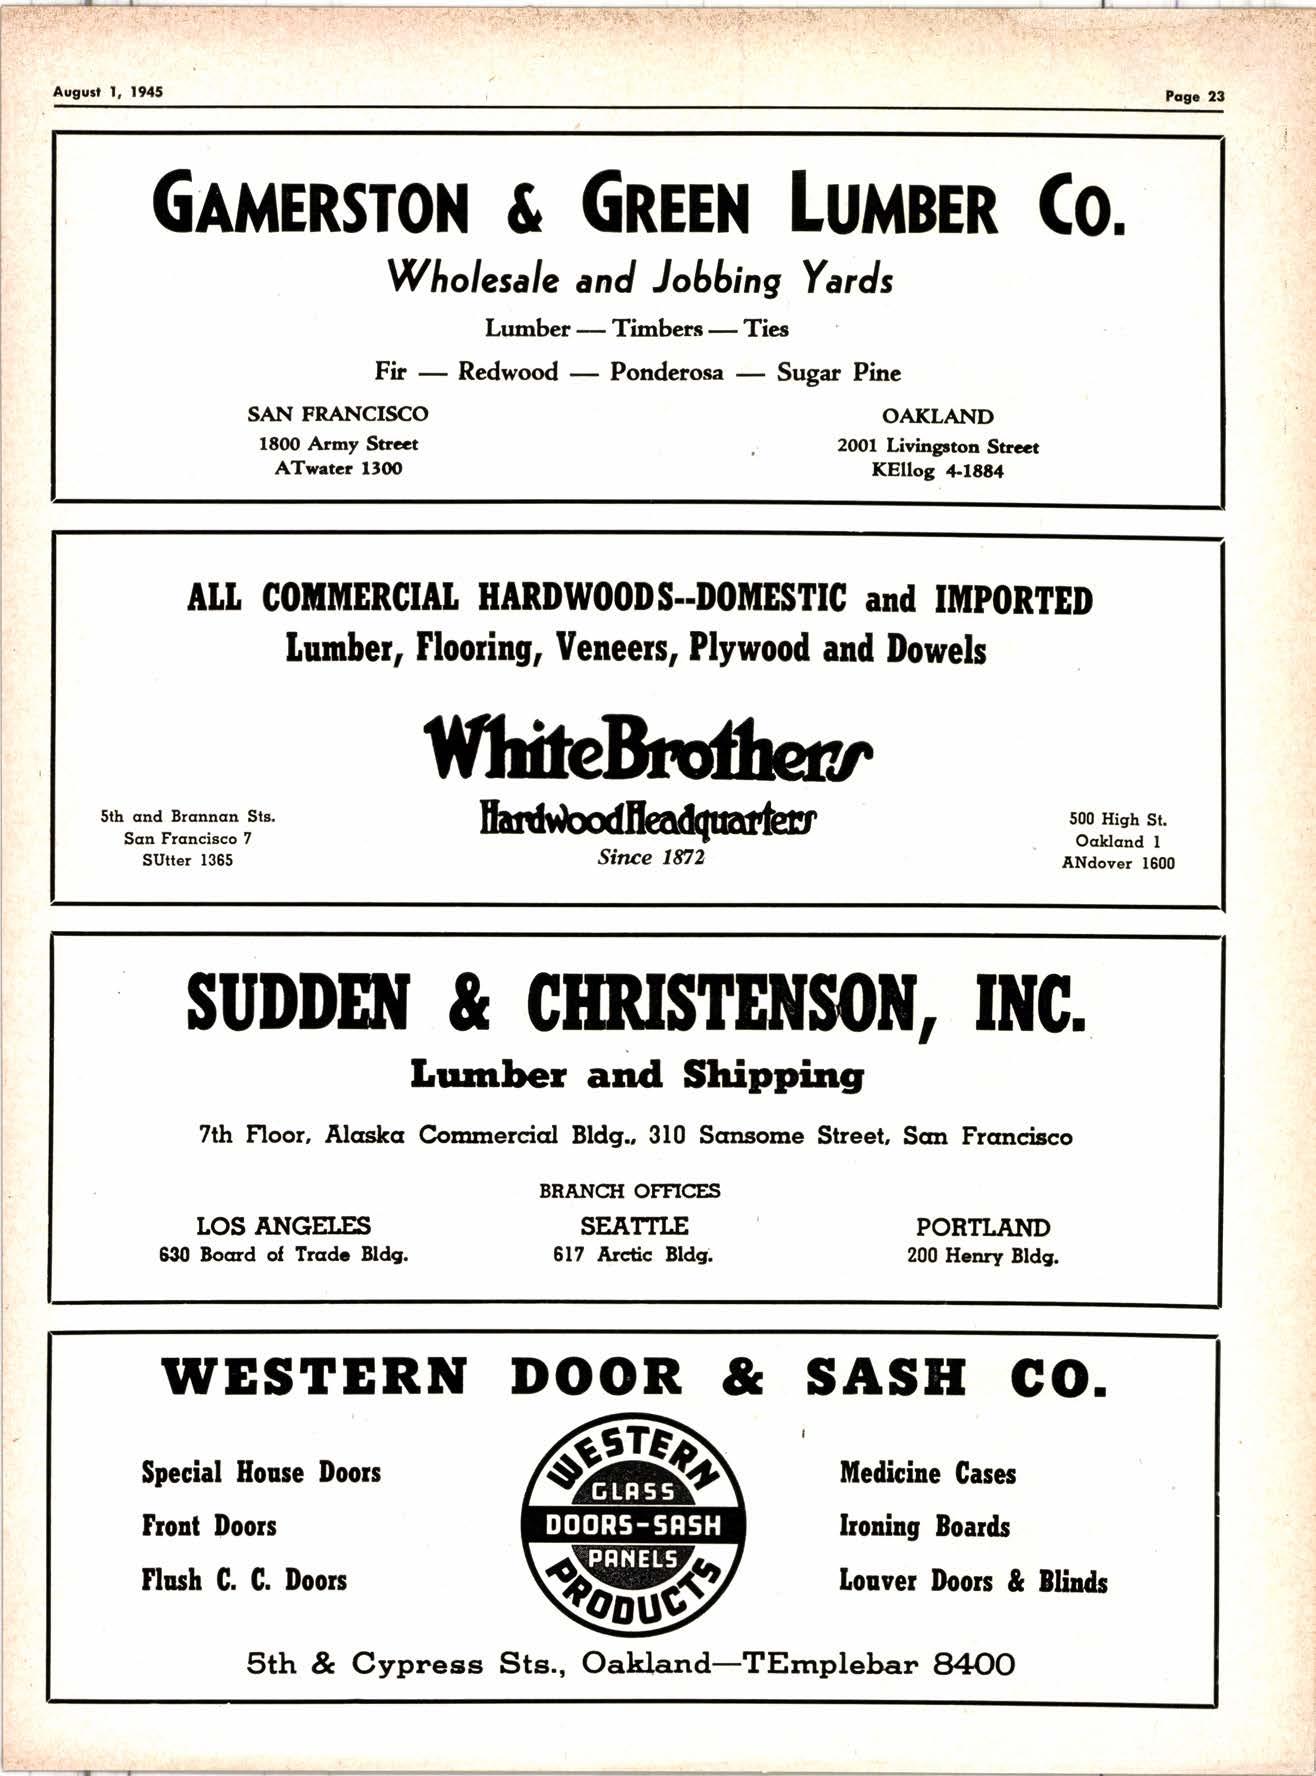 August 1, 1945
Page 23
GAMERSTON & GREEN LUMBER CO.
Wholesale and Jobbing Yards
Lumber — Timbers — Ties
Fir — Redwood — Ponderosa — Sugar Pine
SAN FRANCISCO
1800 Army Street
ATwater 1300
OAKLAND
2001 Livingston Street
KEllog 4-1884
ALL COMMERCIAL HARDWOODS--DOMESTIC and IMPORTED
Lumber, Flooring, Veneers, Plywood and Dowels
WhiteBrothers
HardwoodHeadquarters
Since 1872
5th and Brannan Sts.
San Francisco 7
SUtter 1365
500 High St.
Oakland 1
ANdover 1600
SUDDEN & CHRISTENSON, INC.
Lumber and Shipping
7th Floor, Alaska Commercial Bldg., 310 Sansome Street, San Francisco
BRANCH OFFICES
LOS ANGELES
630 Board of Trade Bldg.
SEATTLE
617 Arctic Bldg.
PORTLAND
200 Henry Bldg.
WESTERN DOOR & SASH CO.
Special House Doors
Front Doors
Flush C. C. Doors
WESTERN
GLASS
DOORS-SASH
PANELS
PRODUCTS
Medicine Cases
Ironing Boards
Louver Doors & Blinds
5th & Cypress Sts., Oakland—TEmplebar 8400